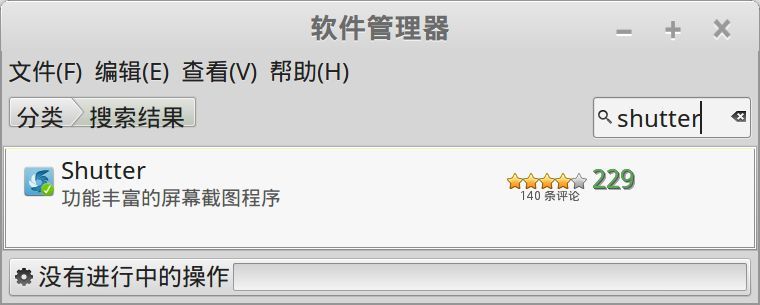 软件管理器
文件(F) 编辑(E) 查看(V) 帮助(H)
分类 搜索结果 shutter
Shutter
功能丰富的屏幕截图程序
229
140 条评论
没有进行中的操作